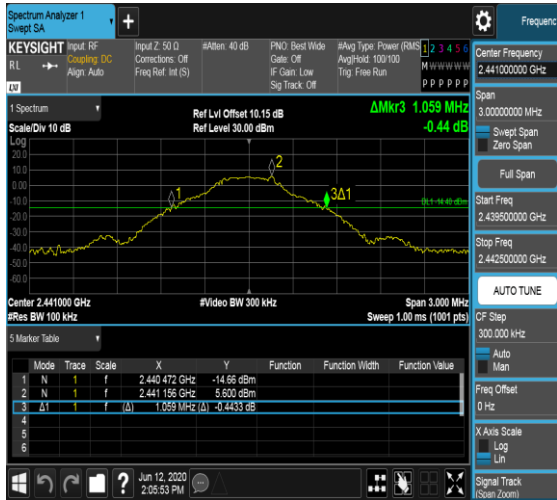 Spectrum Analyzer 1
Swept SA
Frequenc
KEYSIGHT
RL
Input: RF
Coupling: DC
Align: Auto
Input Z: 50 Ω
Corrections: Off
Freq Ref: Int (S)
#Atten: 40 dB
PNO: Best Wide
Gate: Off
IF Gain: Low
Sig Track: Off
#Avg Type: Power (RMS
Avg|Hold: 100/100
Trig: Free Run
1 2 3 4 5 6
M W W W W W
P P P P P P
LXI
1 Spectrum
Scale/Div 10 dB
Ref Lvl Offset 10.15 dB
Ref Level 30.00 dBm
ΔMkr3 1.059 MHz
-0.44 dB
Log
20.0
10.0
0.00
-10.0
-20.0
-30.0
-40.0
-50.0
-60.0
1
2
3Δ1
DL1 -14.40 dBm
Center 2.441000 GHz
#Video BW 300 kHz
Span 3.000 MHz
#Res BW 100 kHz
Sweep 1.00 ms (1001 pts)
5 Marker Table
Mode Trace Scale X Y Function Function Width Function Value
1 N 1 f 2.440 472 GHz -14.66 dBm
2 N 1 f 2.441 156 GHz 5.600 dBm
3 Δ1 1 f (Δ) 1.059 MHz (Δ) -0.4433 dB
4
5
6
Jun 12, 2020
2:05:53 PM
Center Frequency
2.441000000 GHz
Span
3.00000000 MHz
Swept Span
Zero Span
Full Span
Start Freq
2.439500000 GHz
Stop Freq
2.442500000 GHz
AUTO TUNE
CF Step
300.000 kHz
Auto
Man
Freq Offset
0 Hz
X Axis Scale
Log
Lin
Signal Track
(Span Zoom)